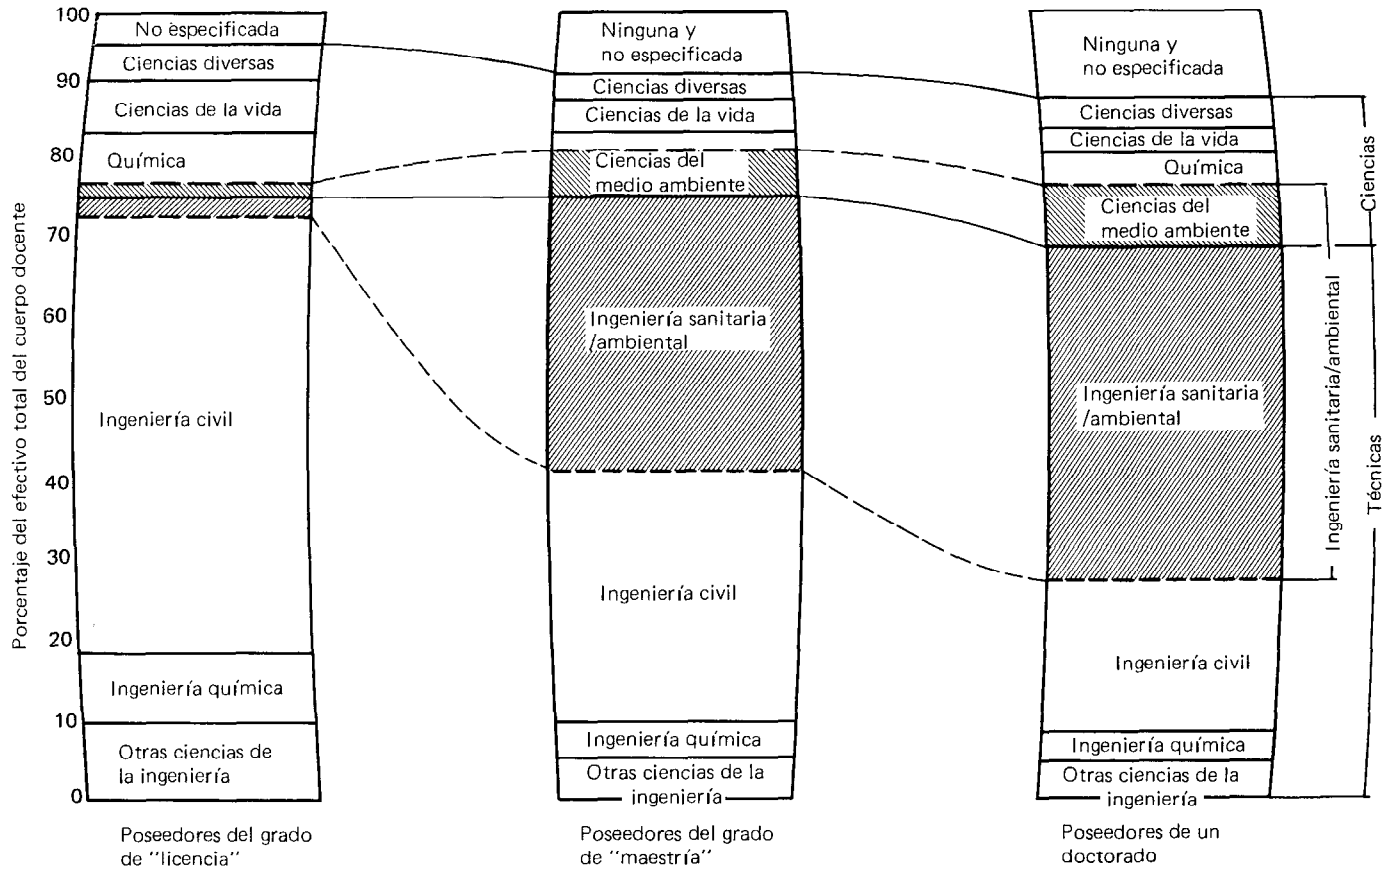 Porcentaje del efectivo total del cuerpo docente
100
90
80
70
60
50
40
30
20
10
0
No especificada
Ciencias diversas
Ciencias de la vida
Química
Ingeniería civil
Ingeniería química
Otras ciencias de
la ingeniería
Poseedores del grado
de "licencia"
Ninguna y
no especificada
Ciencias diversas
Ciencias de la vida
Ciencias del
medio ambiente
Ingeniería sanitaria
/ambiental
Ingeniería civil
Ingeniería química
Otras ciencias de la
ingeniería
Poseedores del grado
de "maestría"
Ninguna y
no especificada
Ciencias diversas
Ciencias de la vida
Química
Ciencias del
medio ambiente
Ingeniería sanitaria
/ambiental
Ingeniería civil
Ingeniería química
Otras ciencias de la
ingeniería
Poseedores de un
doctorado
Ingeniería sanitaria/ambiental
Ciencias
Técnicas